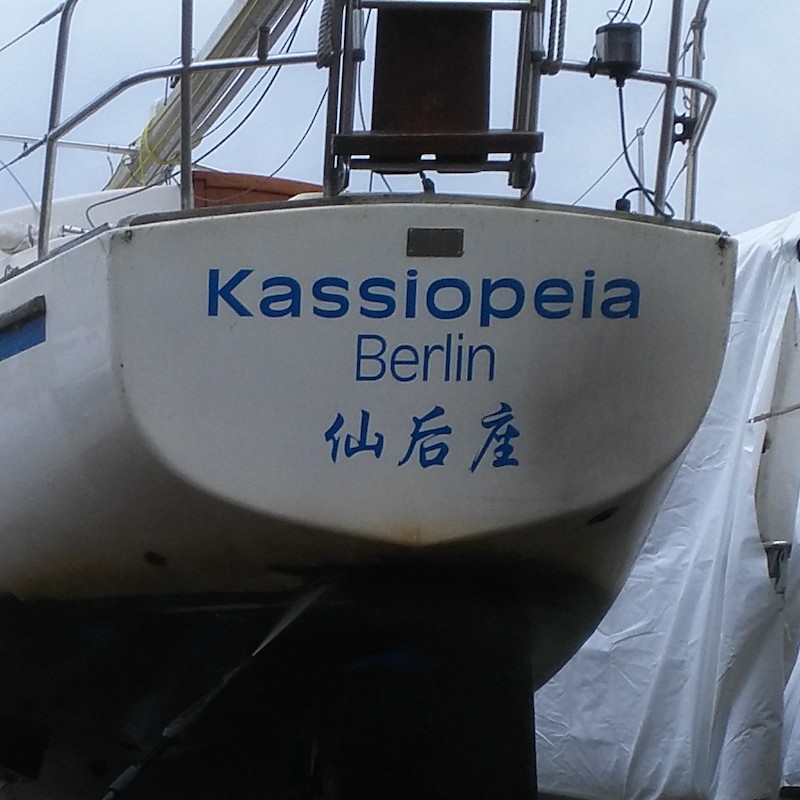 Kassiopeia
Berlin
仙后座